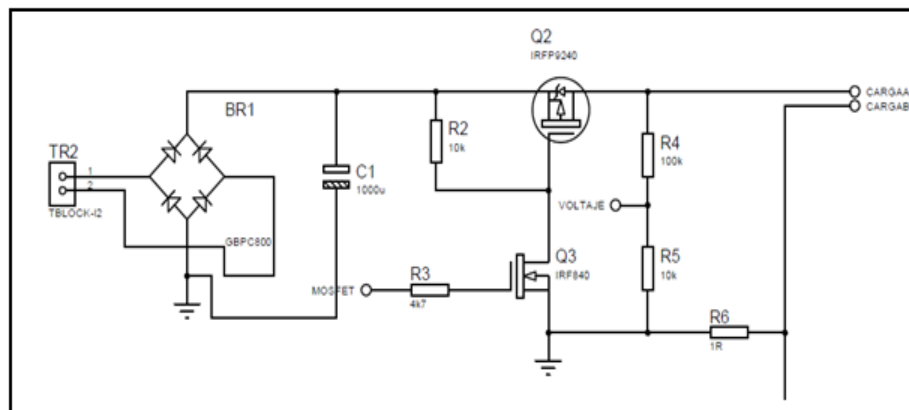 Q2
IRFP9240
CARGAA
CARGAB
BR1
R2
10k
R4
100k
TR2
1
2
C1
1000u
VOLTAJE
TBLOCK-I2
GBPC800
Q3
IRF840
R5
10k
R3
MOSFET
4k7
R6
1R